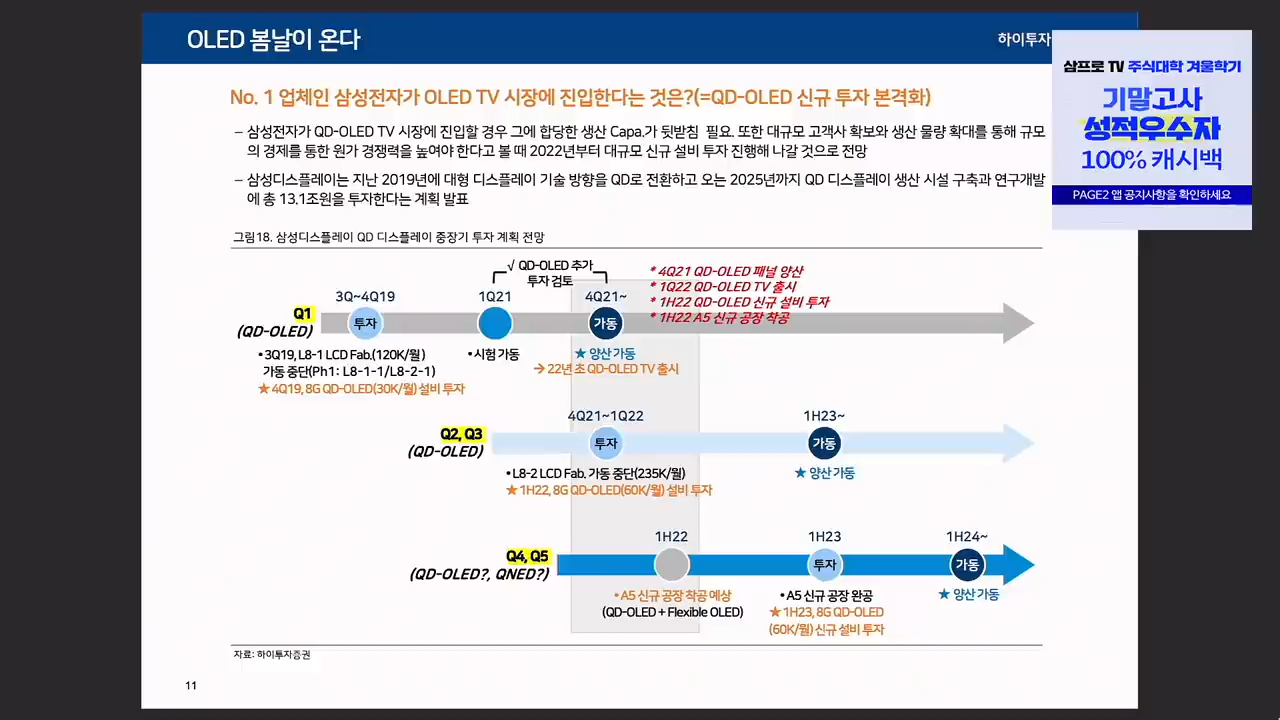 OLED 봄날이 온다
하이투자
삼프로 TV 주식대학 겨울학기
기말고사
성적우수자
100% 캐시백
PAGE2 앱 공지사항을 확인하세요
No. 1 업체인 삼성전자가 OLED TV 시장에 진입한다는 것은?(=QD-OLED 신규 투자 본격화)
– 삼성전자가 QD-OLED TV 시장에 진입할 경우 그에 합당한 생산 Capa.가 뒷받침 필요. 또한 대규모 고객사 확보와 생산 물량 확대를 통해 규모
의 경제를 통한 원가 경쟁력을 높여야 한다고 볼 때 2022년부터 대규모 신규 설비 투자 진행해 나갈 것으로 전망
– 삼성디스플레이는 지난 2019년에 대형 디스플레이 기술 방향을 QD로 전환하고 오는 2025년까지 QD 디스플레이 생산 시설 구축과 연구개발
에 총 13.1조원을 투자한다는 계획 발표
그림18. 삼성디스플레이 QD 디스플레이 중장기 투자 계획 전망
√ QD-OLED 추가
투자 검토
* 4Q21 QD-OLED 패널 양산
* 1Q22 QD-OLED TV 출시
* 1H22 QD-OLED 신규 설비 투자
* 1H22 A5 신규 공장 착공
3Q~4Q19
1Q21
4Q21~
Q1
(QD-OLED)
투자
가동
• 3Q19, L8-1 LCD Fab.(120K/월)
가동 중단(Ph1: L8-1-1/L8-2-1)
★ 4Q19, 8G QD-OLED(30K/월) 설비 투자
• 시험 가동
★ 양산 가동
→ 22년 초 QD-OLED TV 출시
4Q21~1Q22
1H23~
Q2, Q3
(QD-OLED)
투자
가동
• L8-2 LCD Fab. 가동 중단(235K/월)
★ 1H22, 8G QD-OLED(60K/월) 설비 투자
★ 양산 가동
1H22
1H23
1H24~
Q4, Q5
(QD-OLED?, QNED?)
투자
가동
• A5 신규 공장 착공 예상
(QD-OLED + Flexible OLED)
• A5 신규 공장 완공
★ 1H23, 8G QD-OLED
(60K/월) 신규 설비 투자
★ 양산 가동
자료: 하이투자증권
11